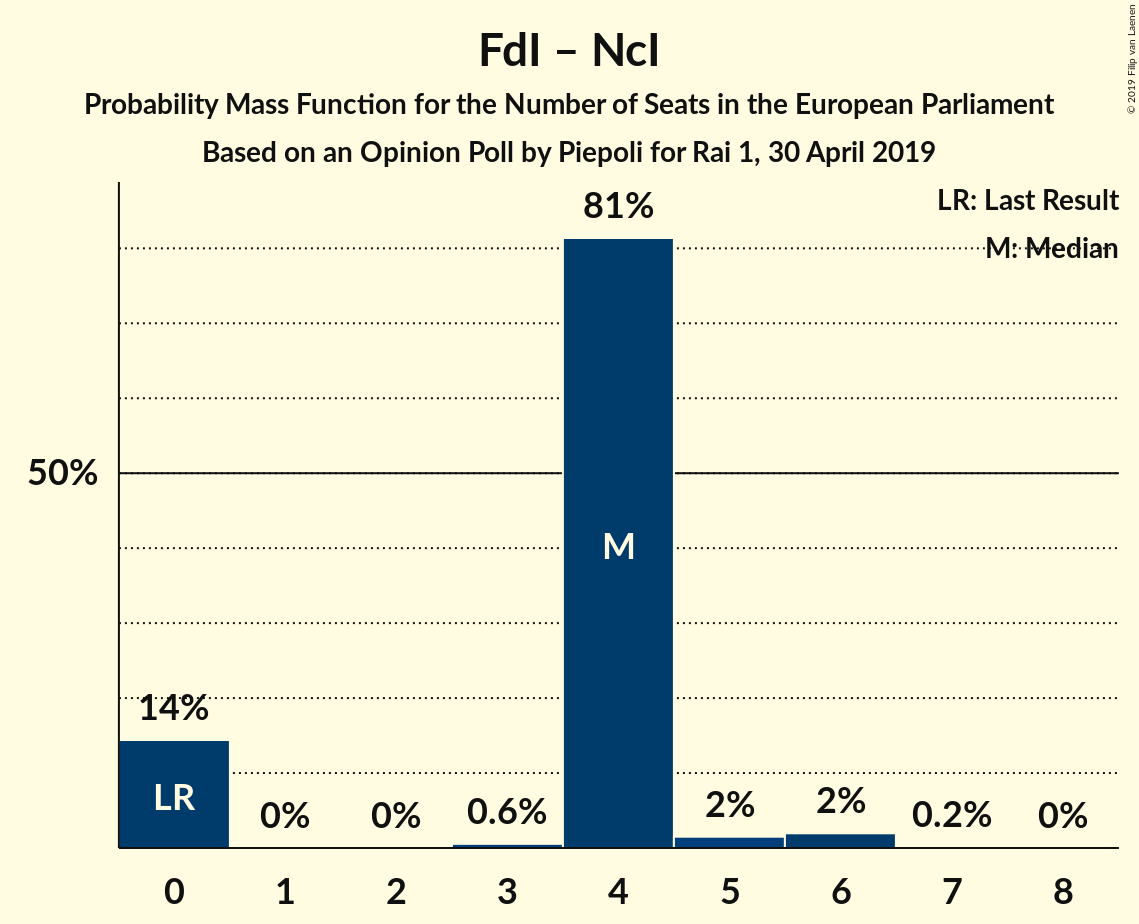 FdI – NcI
Probability Mass Function for the Number of Seats in the European Parliament
Based on an Opinion Poll by Piepoli for Rai 1, 30 April 2019
© 2019 Filip van Laenen
LR: Last Result
M: Median
81%
50%
M
14%
LR
0%
0%
0.6%
2%
2%
0.2%
0%
0
1
2
3
4
5
6
7
8